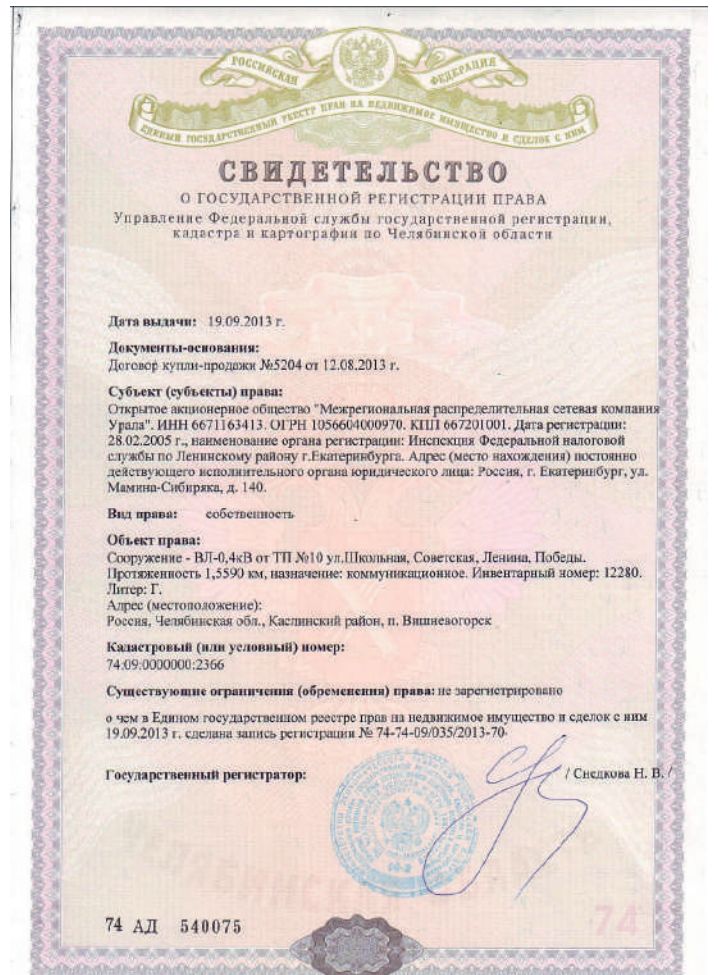 РОССИЙСКАЯ ФЕДЕРАЦИЯ
ЕДИНЫЙ ГОСУДАРСТВЕННЫЙ РЕЕСТР ПРАВ НА НЕДВИЖИМОЕ ИМУЩЕСТВО И СДЕЛОК С НИМ
СВИДЕТЕЛЬСТВО
О ГОСУДАРСТВЕННОЙ РЕГИСТРАЦИИ ПРАВА
Управление Федеральной службы государственной регистрации,
кадастра и картографии по Челябинской области
Дата выдачи: 19.09.2013 г.
Документы-основания:
Договор купли-продажи №5204 от 12.08.2013 г.
Субъект (субъекты) права:
Открытое акционерное общество "Межрегиональная распределительная сетевая компания
Урала". ИНН 6671163413. ОГРН 1056604000970. КПП 667201001. Дата регистрации:
28.02.2005 г., наименование органа регистрации: Инспекция Федеральной налоговой
службы по Ленинскому району г.Екатеринбурга. Адрес (место нахождения) постоянно
действующего исполнительного органа юридического лица: Россия, г. Екатеринбург, ул.
Мамина-Сибиряка, д. 140.
Вид права: собственность
Объект права:
Сооружение - ВЛ-0,4кВ от ТП №10 ул.Школьная, Советская, Ленина, Победы.
Протяженность 1,5590 км, назначение: коммуникационное. Инвентарный номер: 12280.
Литер: Г.
Адрес (местоположение):
Россия, Челябинская обл., Каслинский район, п. Вишневогорск
Кадастровый (или условный) номер:
74:09:0000000:2366
Существующие ограничения (обременения) права: не зарегистрировано
о чем в Едином государственном реестре прав на недвижимое имущество и сделок с ним
19.09.2013 г. сделана запись регистрации № 74-74-09/035/2013-70
Государственный регистратор: / Снедкова Н. В. /
74 АД 540075
74